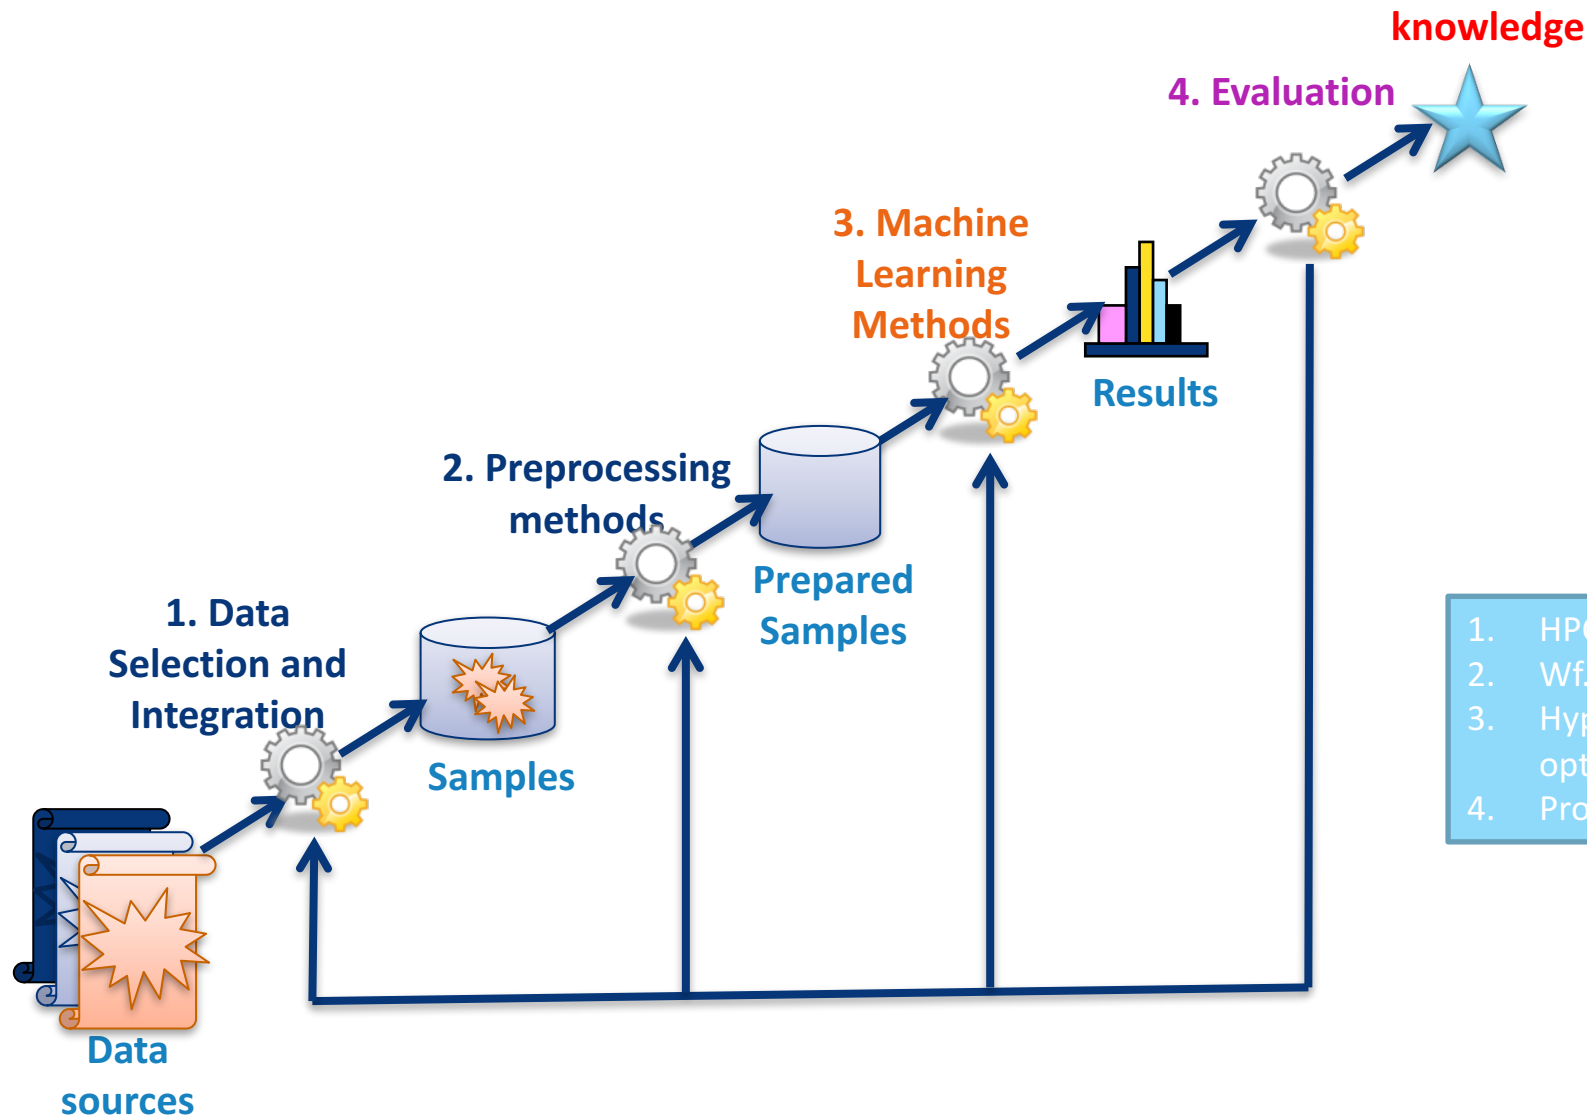 knowledge
4. Evaluation
3. Machine
Learning
Methods
Results
2. Preprocessing
methods
Prepared
Samples
1. Data
Selection and
Integration
Samples
Data
sources
1.
2. Wf.
3.
4.